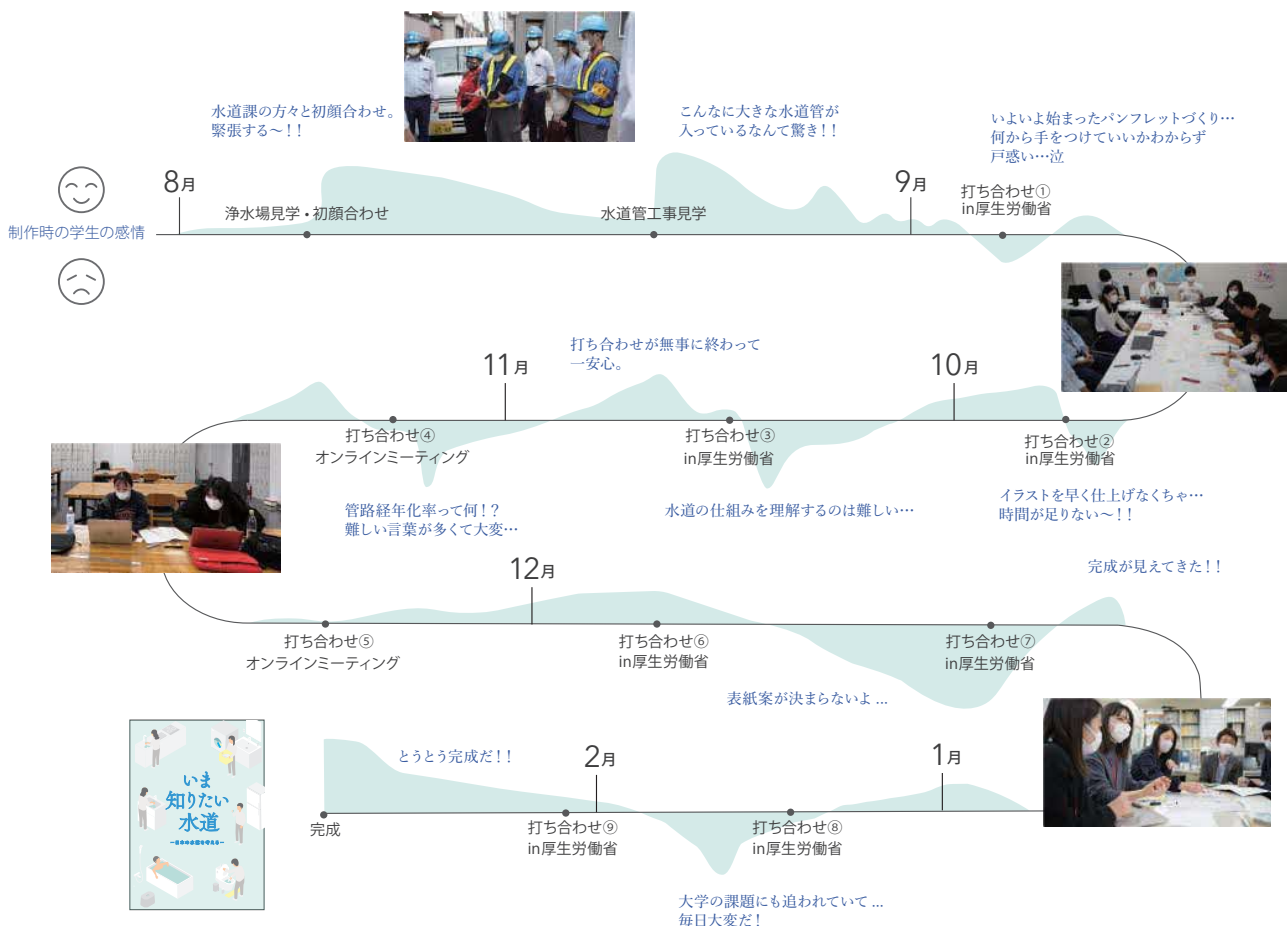 水道課の方々と初顔合わせ。
緊張する〜！！
こんなに大きな水道管が
入っているなんて驚き！！
いよいよ始まったパンフレットづくり…
何から手をつけていいかわからず
戸惑い…泣
8月
9月
制作時の学生の感情
浄水場見学・初顔合わせ
水道管工事見学
打ち合わせ①
in厚生労働省
10月
打ち合わせ②
in厚生労働省
イラストを早く仕上げなくちゃ…
時間が足りない〜！！
打ち合わせが無事に終わって
一安心。
打ち合わせ③
in厚生労働省
水道の仕組みを理解するのは難しい…
11月
打ち合わせ④
オンラインミーティング
管路経年化率って何！？
難しい言葉が多くて大変…
打ち合わせ⑤
オンラインミーティング
12月
打ち合わせ⑥
in厚生労働省
表紙案が決まらないよ...
打ち合わせ⑦
in厚生労働省
完成が見えてきた！！
1月
打ち合わせ⑧
in厚生労働省
大学の課題にも追われていて...
毎日大変だ！
2月
打ち合わせ⑨
in厚生労働省
とうとう完成だ！！
完成
いま
知りたい
水道